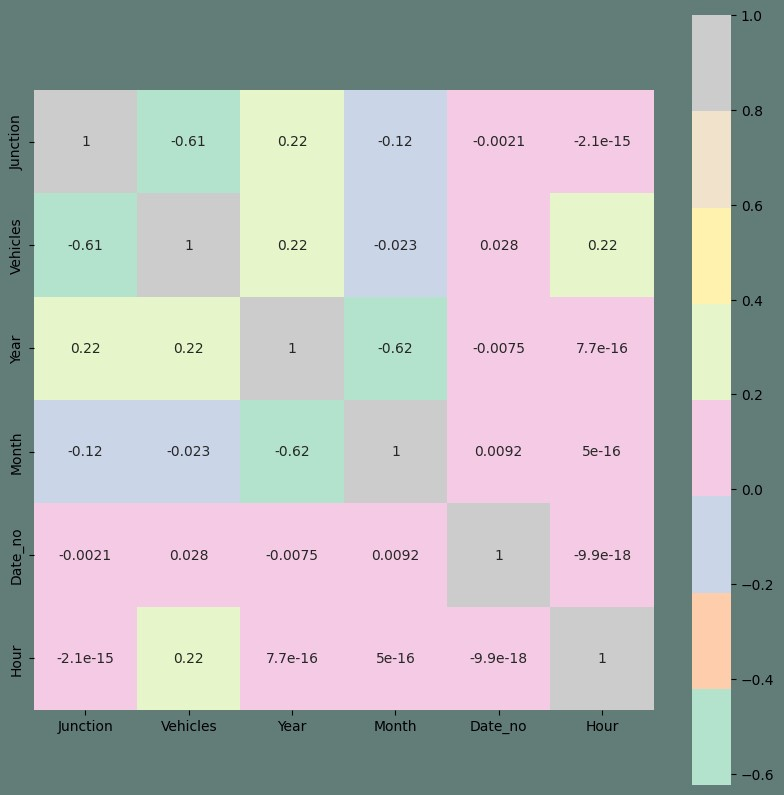 Junction 1 -0.61 0.22 -0.12 -0.0021 -2.1e-15
Vehicles -0.61 1 0.22 -0.023 0.028 0.22
Year 0.22 0.22 1 -0.62 -0.0075 7.7e-16
Month -0.12 -0.023 -0.62 1 0.0092 5e-16
Date_no -0.0021 0.028 -0.0075 0.0092 1 -9.9e-18
Hour -2.1e-15 0.22 7.7e-16 5e-16 -9.9e-18 1
Junction Vehicles Year Month Date_no Hour
1.0
0.8
0.6
0.4
0.2
0.0
−0.2
−0.4
−0.6